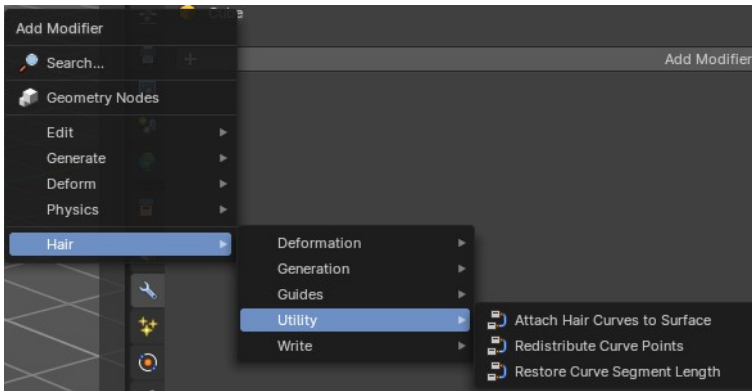 Cube
Add Modifier
Search...
Add Modifier
Geometry Nodes
Edit
Generate
Deform
Physics
Hair
Deformation
Generation
Guides
Utility
Attach Hair Curves to Surface
Redistribute Curve Points
Write
Restore Curve Segment Length